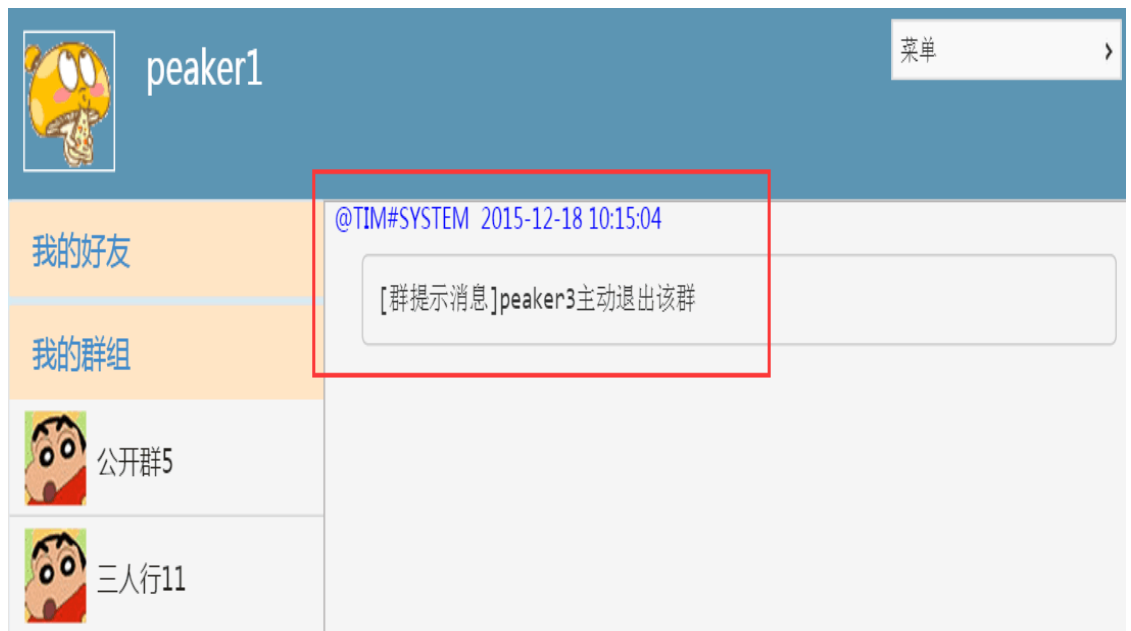 peaker1
菜单
@TIM#SYSTEM 2015-12-18 10:15:04
[群提示消息]peaker3主动退出该群
我的好友
我的群组
公开群5
三人行11